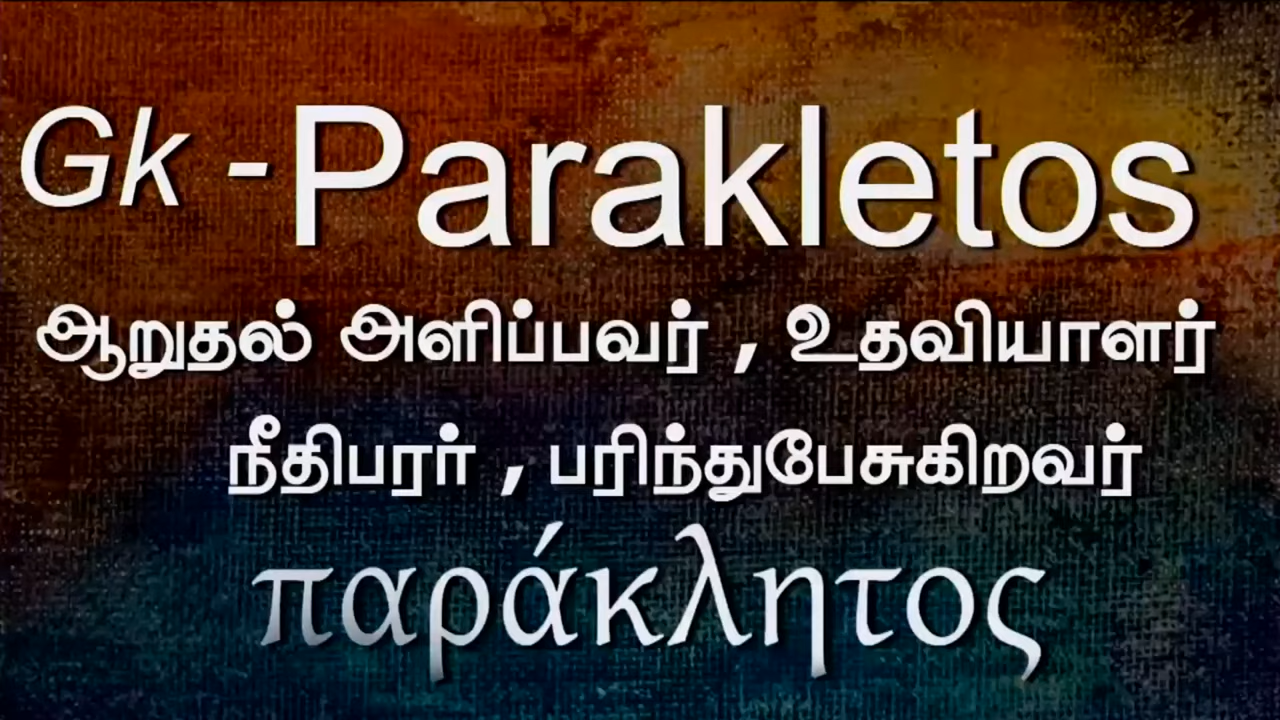 Gk - Parakletos
ஆறுதல் அளிப்பவர் , உதவியாளர்
நீதிபரர் , பரிந்துபேசுகிறவர்
παράκλητος